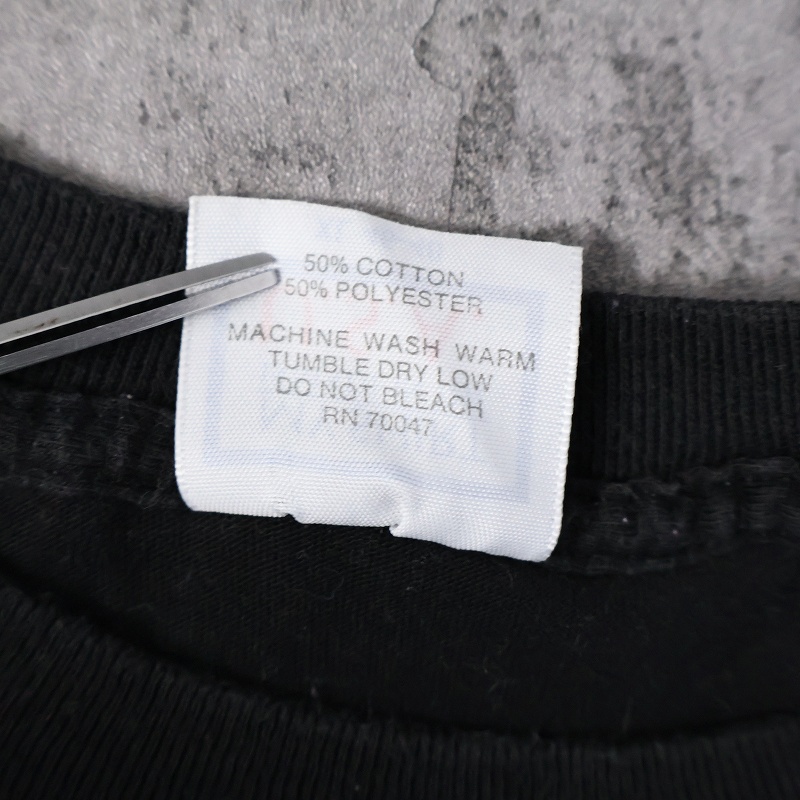 50% COTTON
50% POLYESTER
MACHINE WASH WARM
TUMBLE DRY LOW
DO NOT BLEACH
RN 70047